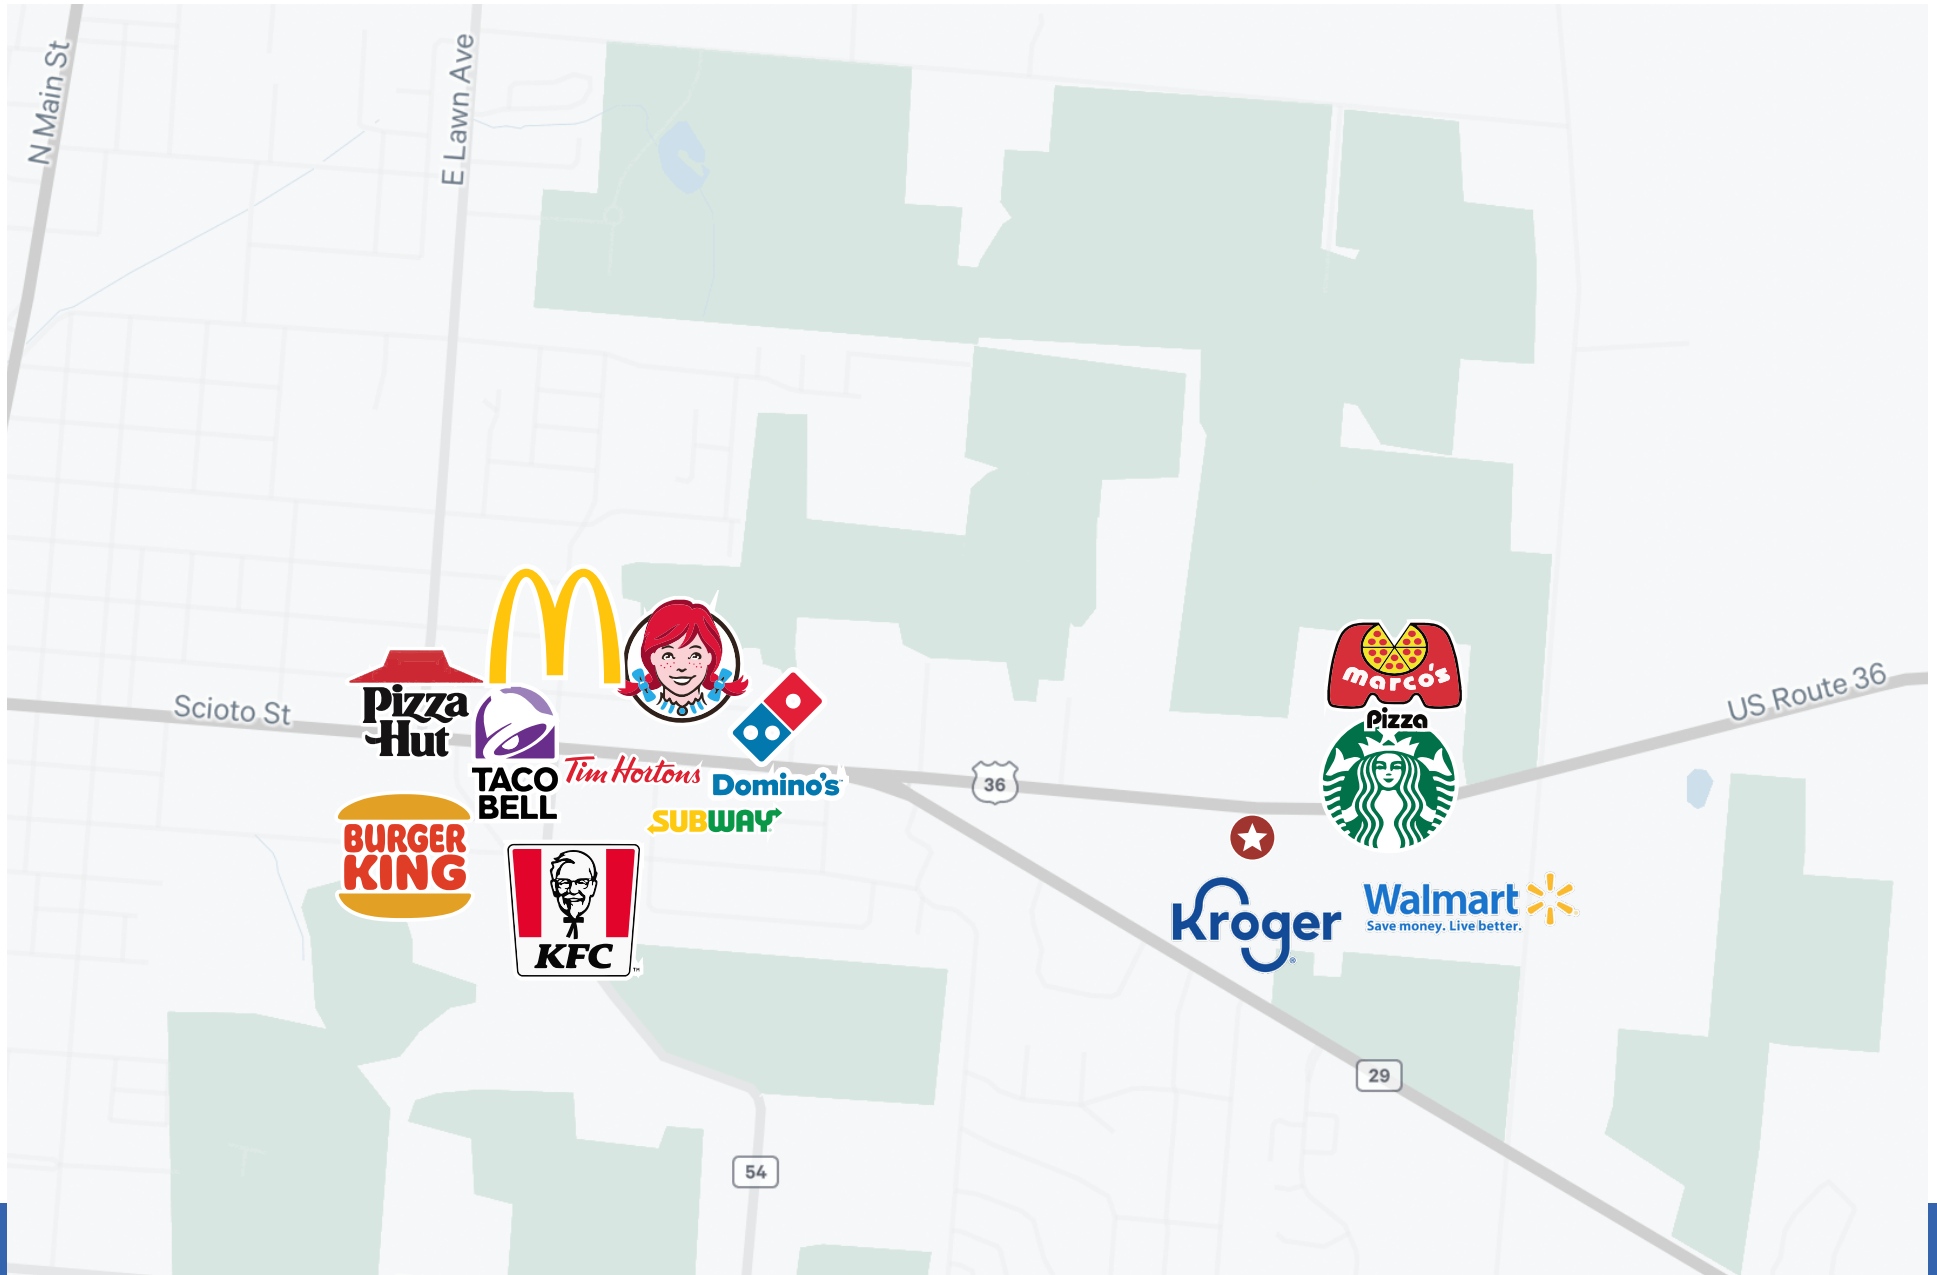 N Main St
E Lawn Ave
Scioto St
Pizza
Hut
TACO
BELL
Tim Hortons
Domino's
SUBWAY
BURGER
KING
KFC
TM
36
marco's
Pizza
US Route 36
Kroger
®
Walmart
Save money. Live better.
29
54